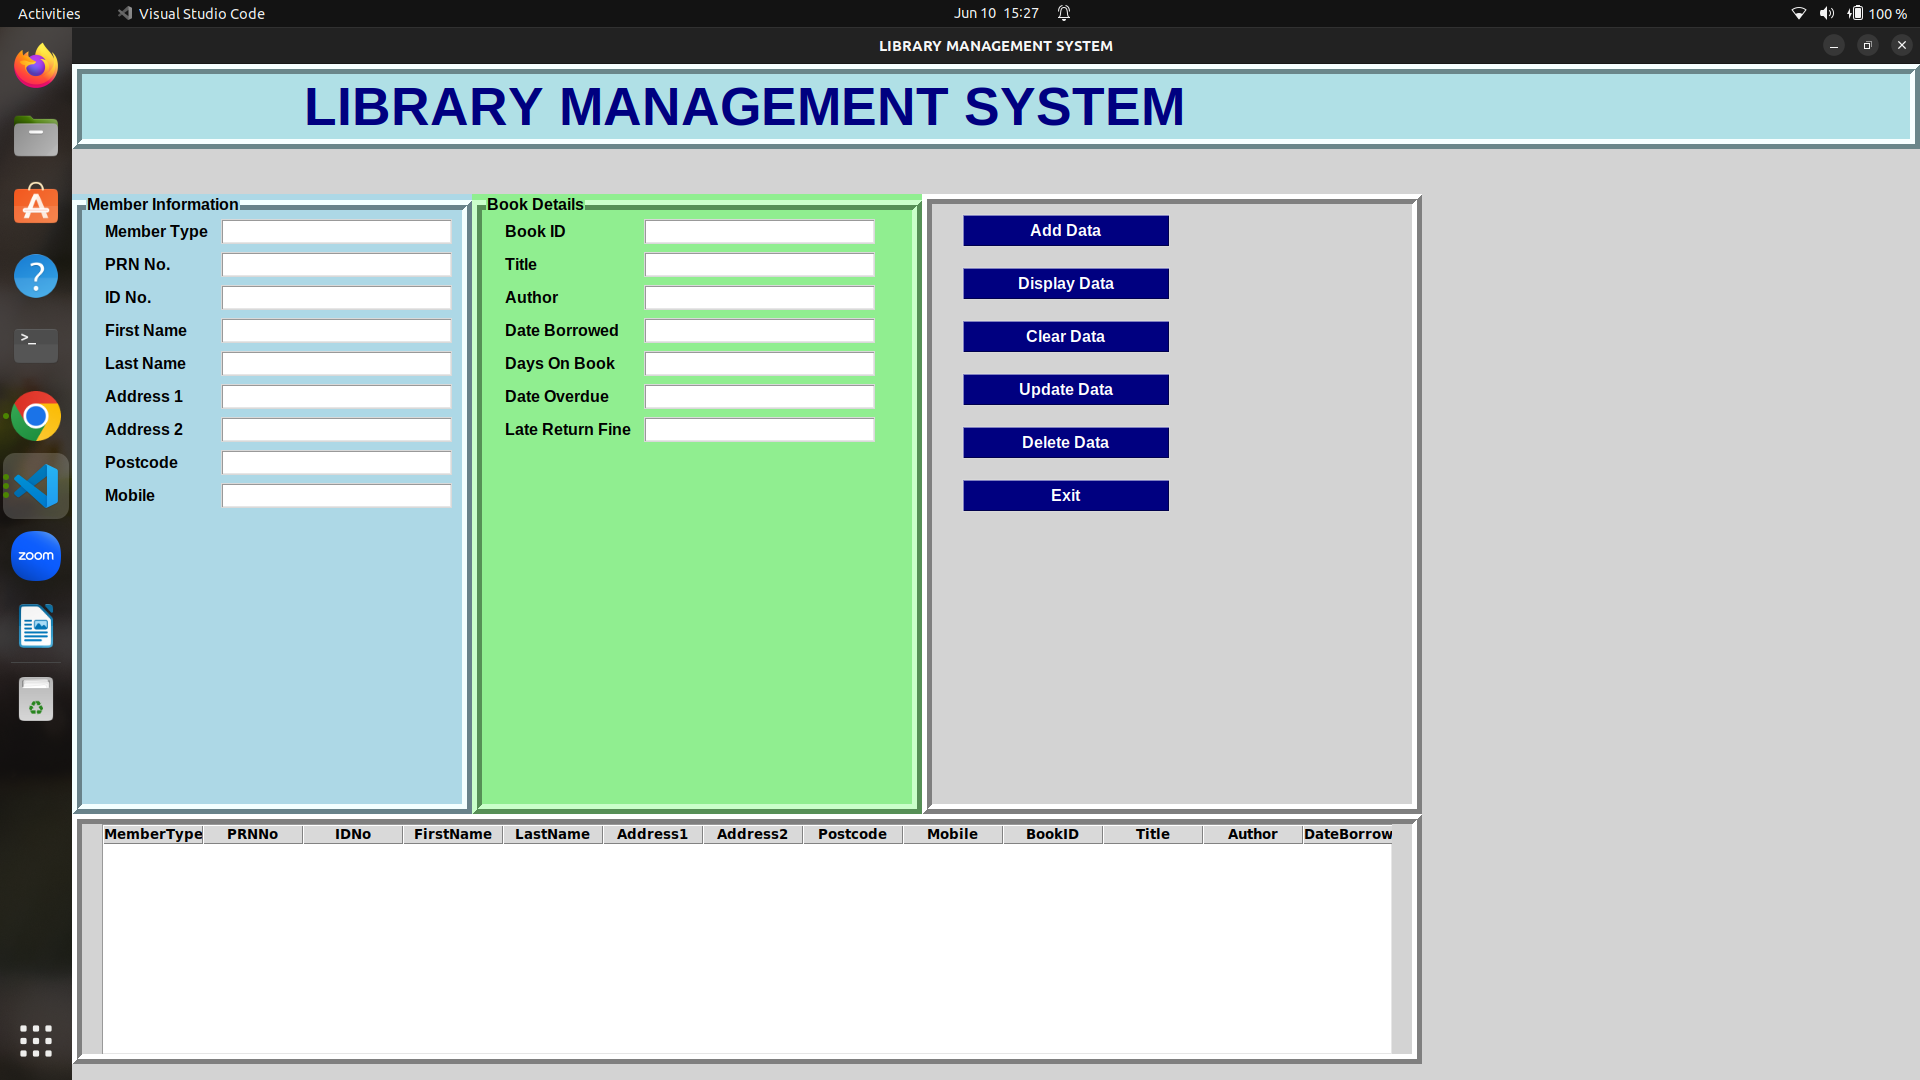 Activities
Visual Studio Code
Jun 10 15:27
100 %
LIBRARY MANAGEMENT SYSTEM
LIBRARY MANAGEMENT SYSTEM
Member Information
Member Type
PRN No.
ID No.
First Name
Last Name
Address 1
Address 2
Postcode
Mobile
Book Details
Book ID
Title
Author
Date Borrowed
Days On Book
Date Overdue
Late Return Fine
Add Data
Display Data
Clear Data
Update Data
Delete Data
Exit
zoom
MemberType PRNNo IDNo FirstName LastName Address1 Address2 Postcode Mobile BookID Title Author DateBorrow